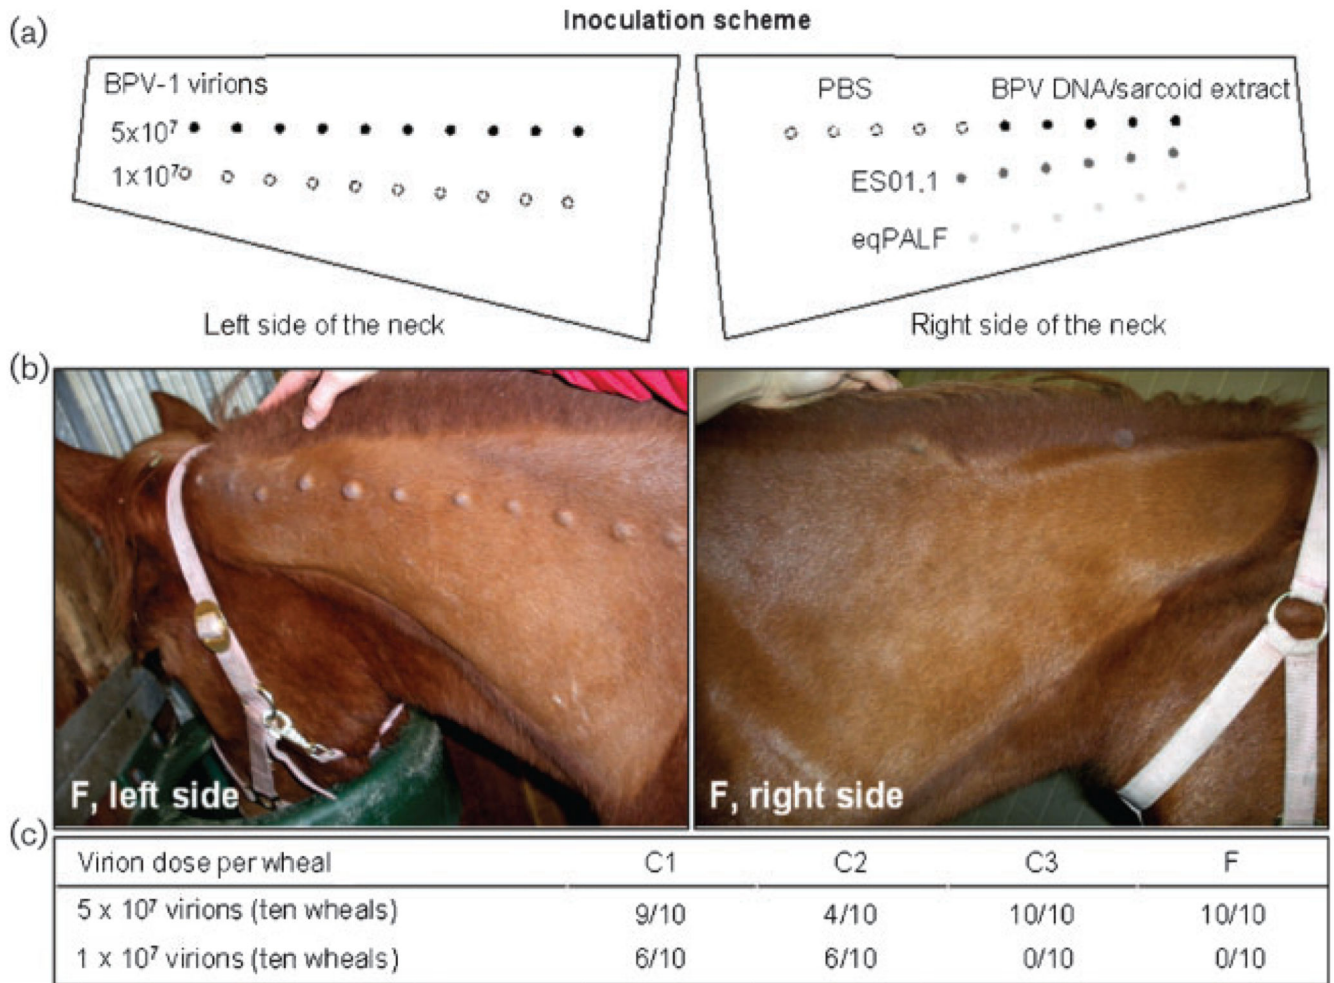 Inoculation scheme
(a)
BPV-1 virions
5x10⁷
1x10⁷
Left side of the neck
PBS BPV DNA/sarcoid extract
ES01.1
eqPALF
Right side of the neck
(b)
F, left side
F, right side
(c)
Virion dose per wheal C1 C2 C3 F
5 x 10⁷ virions (ten wheals) 9/10 4/10 10/10 10/10
1 x 10⁷ virions (ten wheals) 6/10 6/10 0/10 0/10